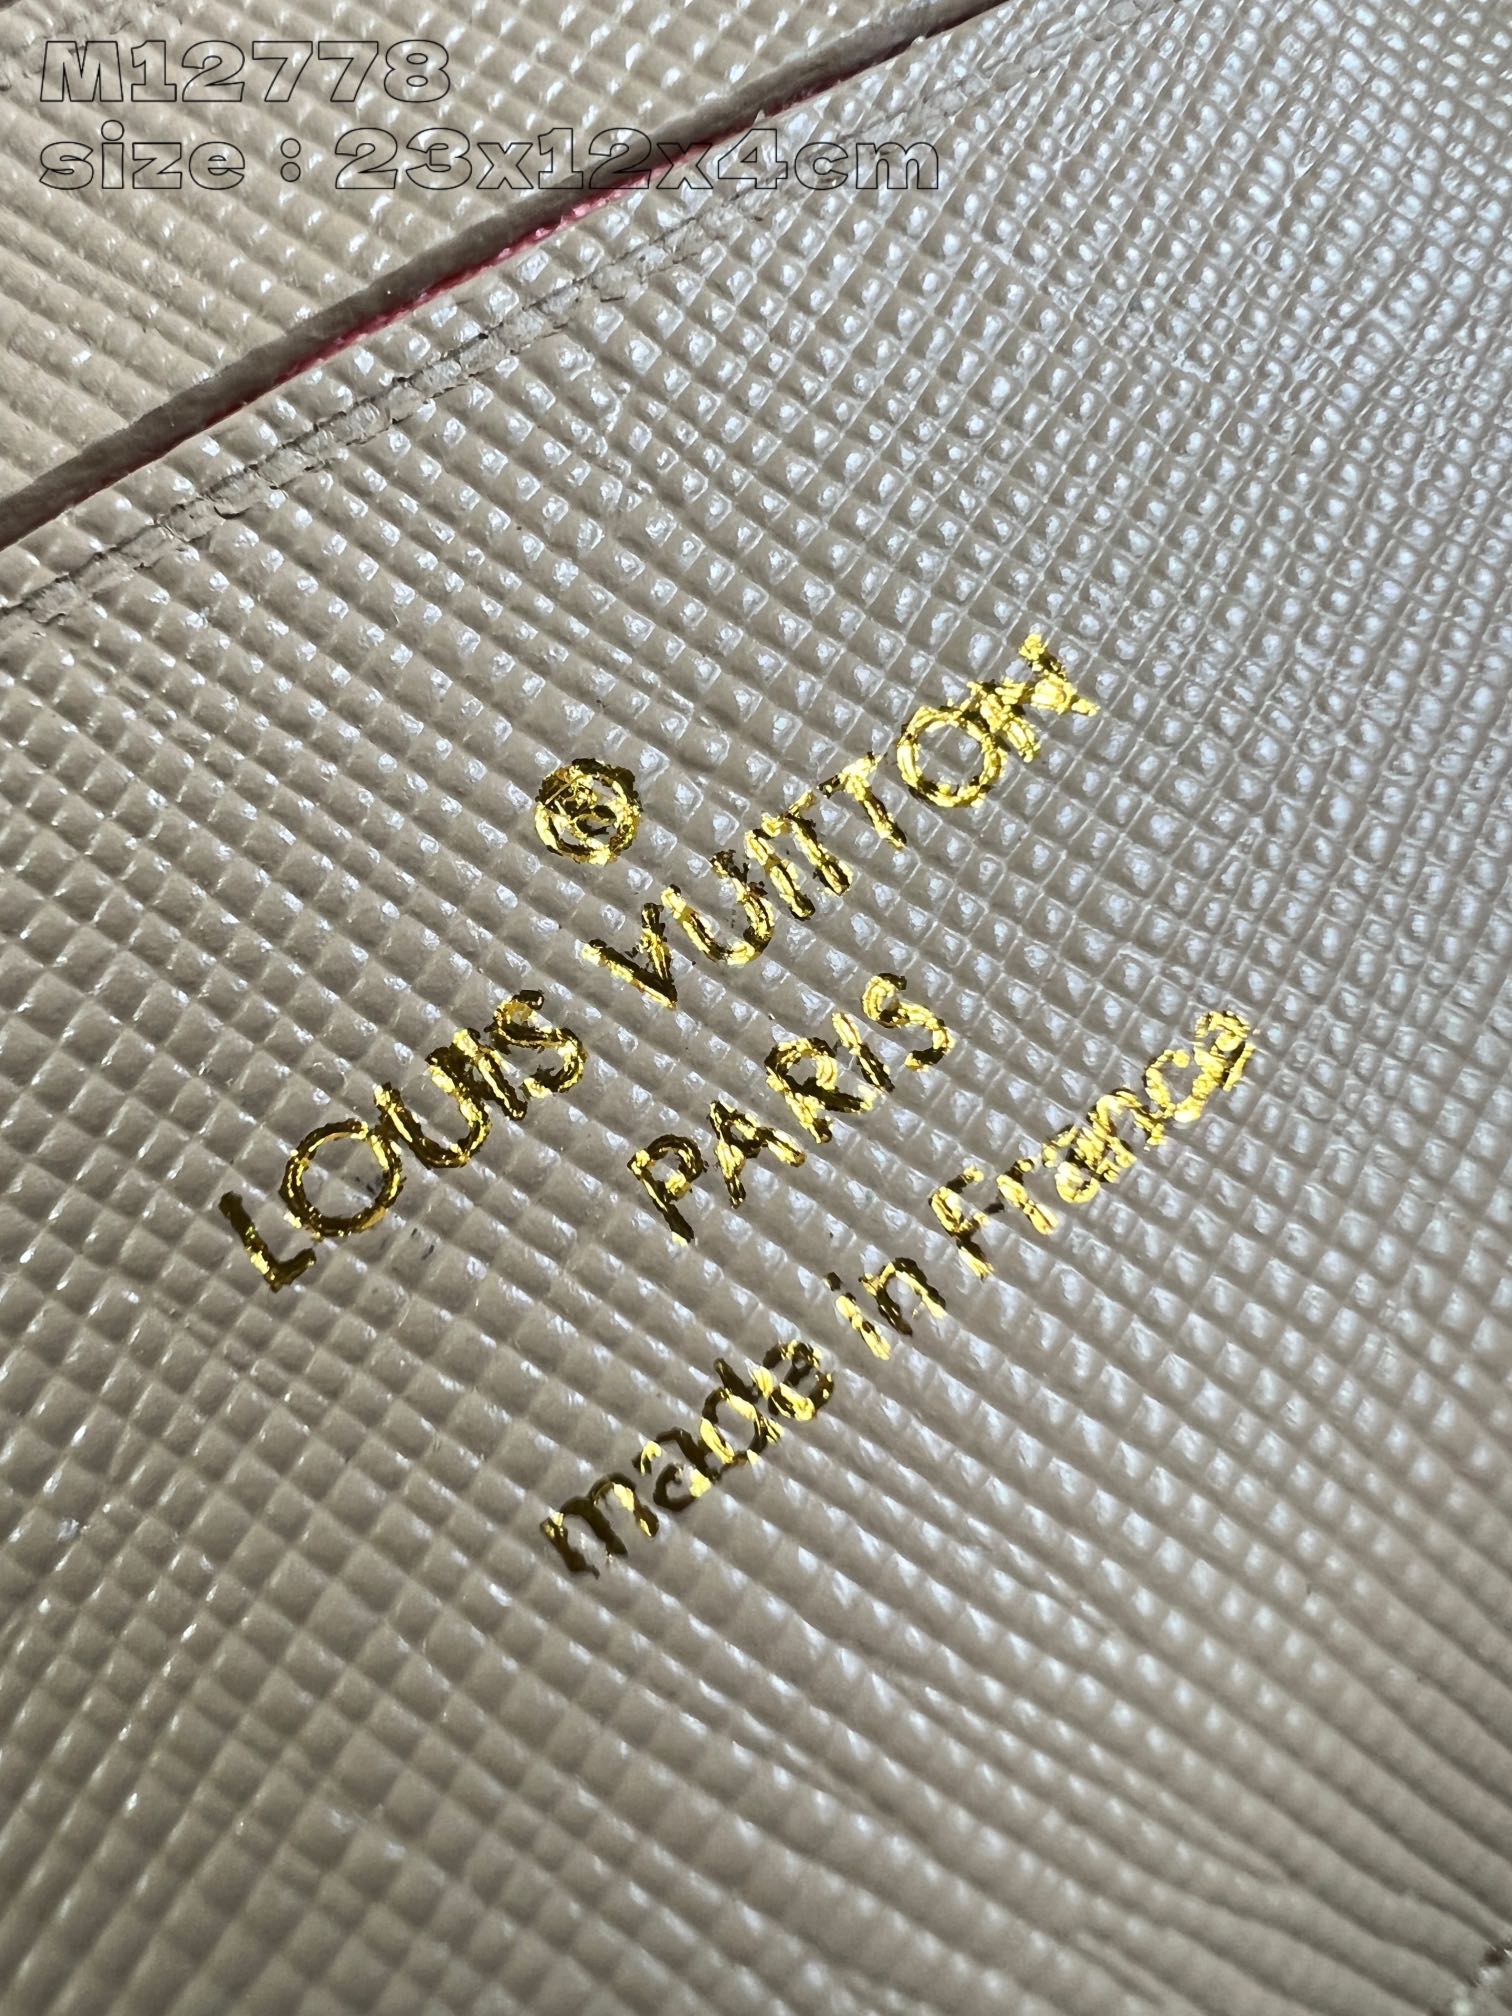 M12778
size : 23x12x4cm
®
LOUIS VUITTON
PARIS
made in France